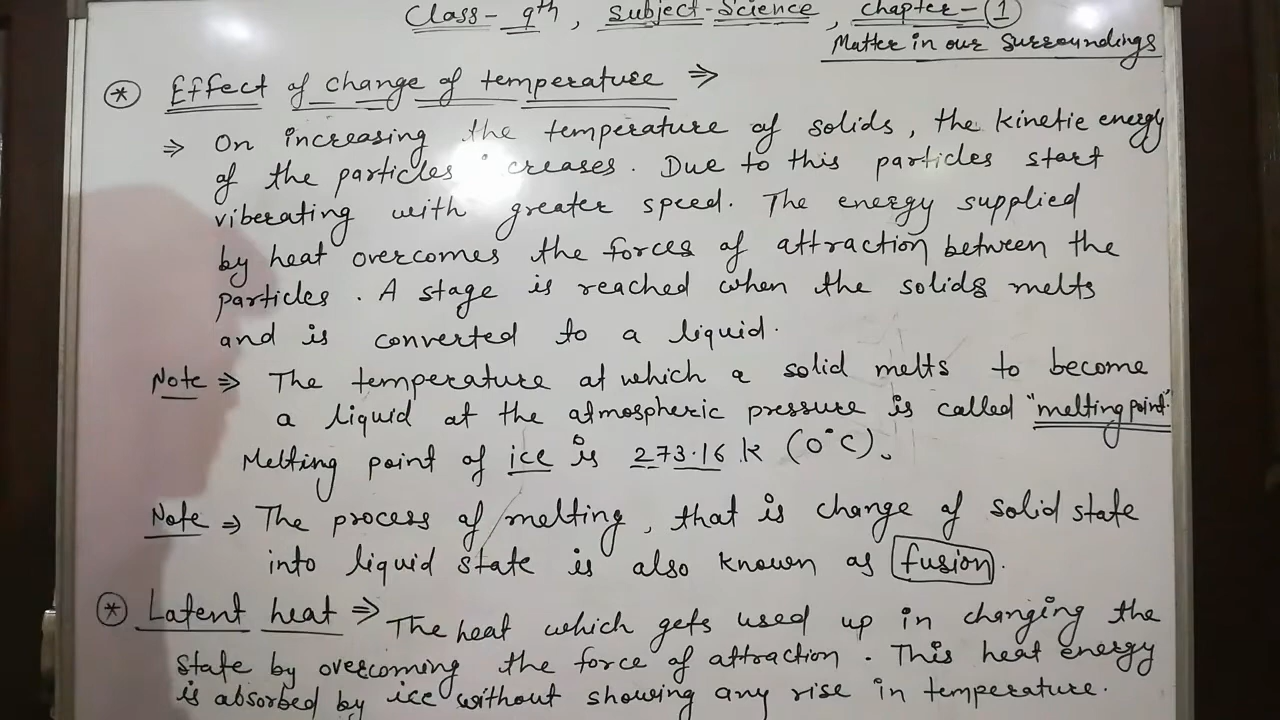 Class - 9th, Subject - Science, Chapter - 1
Matter in our Surroundings
* Effect of change of temperature ⇒
⇒ On increasing the temperature of solids, the kinetic energy
of the particles creases. Due to this particles start
viberating with greater speed. The energy supplied
by heat overcomes the forces of attraction between the
particles. A stage is reached when the solids melts
and is converted to a liquid.
Note ⇒ The temperature at which a solid melts to become
a liquid at the atmospheric pressure is called "melting point"
Melting point of ice is 273.16 k (0°C).
Note ⇒ The process of melting, that is change of solid state
into liquid state is also known as fusion.
* Latent heat ⇒ The heat which gets used up in changing the
state by overcoming the force of attraction. This heat energy
is absorbed by ice without showing any rise in temperature.